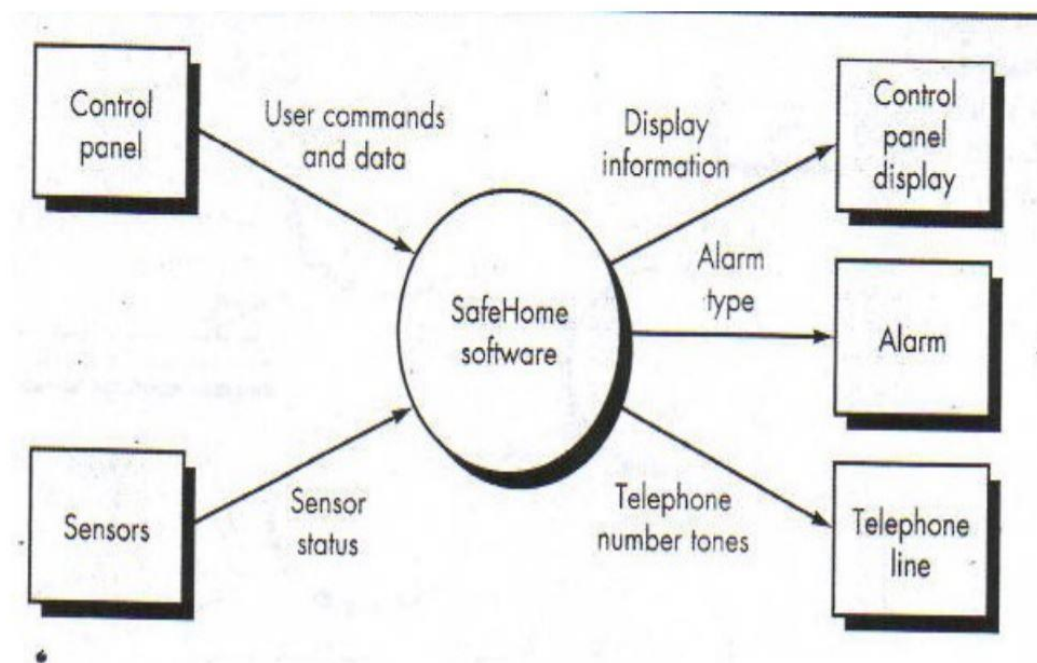 Control
panel
User commands
and data
Display
information
Control
panel
display
SafeHome
software
Alarm
type
Alarm
Sensors
Sensor
status
Telephone
number tones
Telephone
line